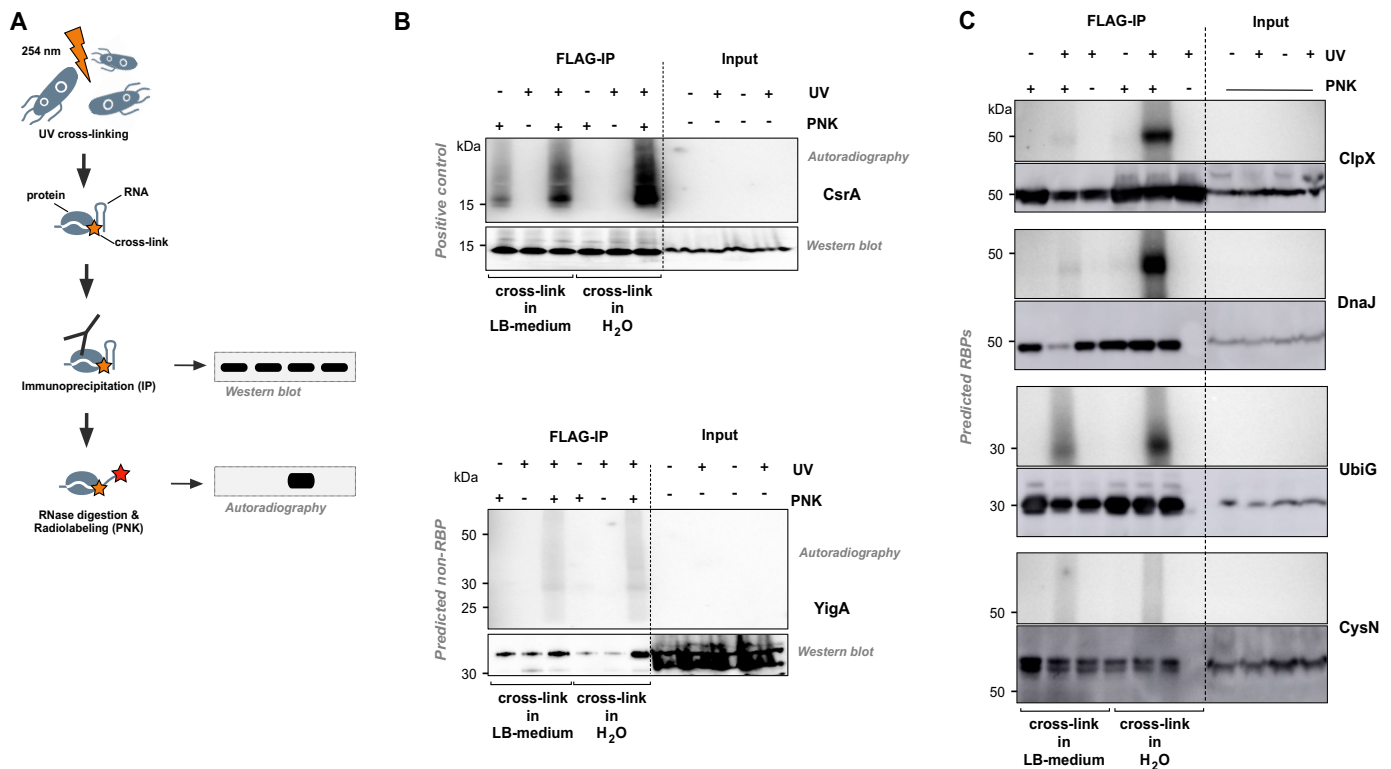 A
254 nm
UV cross-linking
protein
RNA
cross-link
Immunoprecipitation (IP)
Western blot
RNase digestion &
Radiolabeling (PNK)
Autoradiography
B
FLAG-IP Input
- + + - + + - + - + UV
+ - + + - + - - - - PNK
kDa
Positive control
Autoradiography
CsrA
15
15
Western blot
cross-link
in
LB-medium
cross-link
in
H2O
FLAG-IP Input
- + + - + + - + - + UV
kDa
+ - + + - + - - - - PNK
Predicted non-RBP
50
Autoradiography
30
25
YigA
Western blot
30
cross-link
in
LB-medium
cross-link
in
H2O
C
FLAG-IP Input
- + + - + + - + - + UV
+ + - + + - PNK
kDa
Predicted RBPs
50
ClpX
50
50
DnaJ
50
30
UbiG
30
50
CysN
50
cross-link
in
LB-medium
cross-link
in
H2O